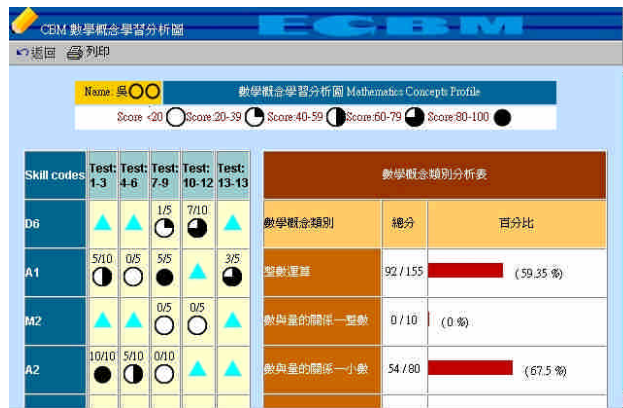 CBM 數學概念學習分析圖
ECBM
返回 列印
Name: 吳〇〇
數學概念學習分析圖 Mathematics Concepts Profile
Score <20 Score:20-39 Score:40-59 Score:60-79 Score:80-100
Skill codes Test: 1-3 Test: 4-6 Test: 7-9 Test: 10-12 Test: 13-13
D6 1/5 7/10
A1 5/10 0/5 5/5 3/5
M2 0/5 0/5
A2 10/10 5/10 0/10
數學概念類別分析表
數學概念類別 總分 百分比
整數運算 92/155 (59.35 %)
數與量的關係—整數 0/10 (0 %)
數與量的關係—小數 54/80 (67.5 %)